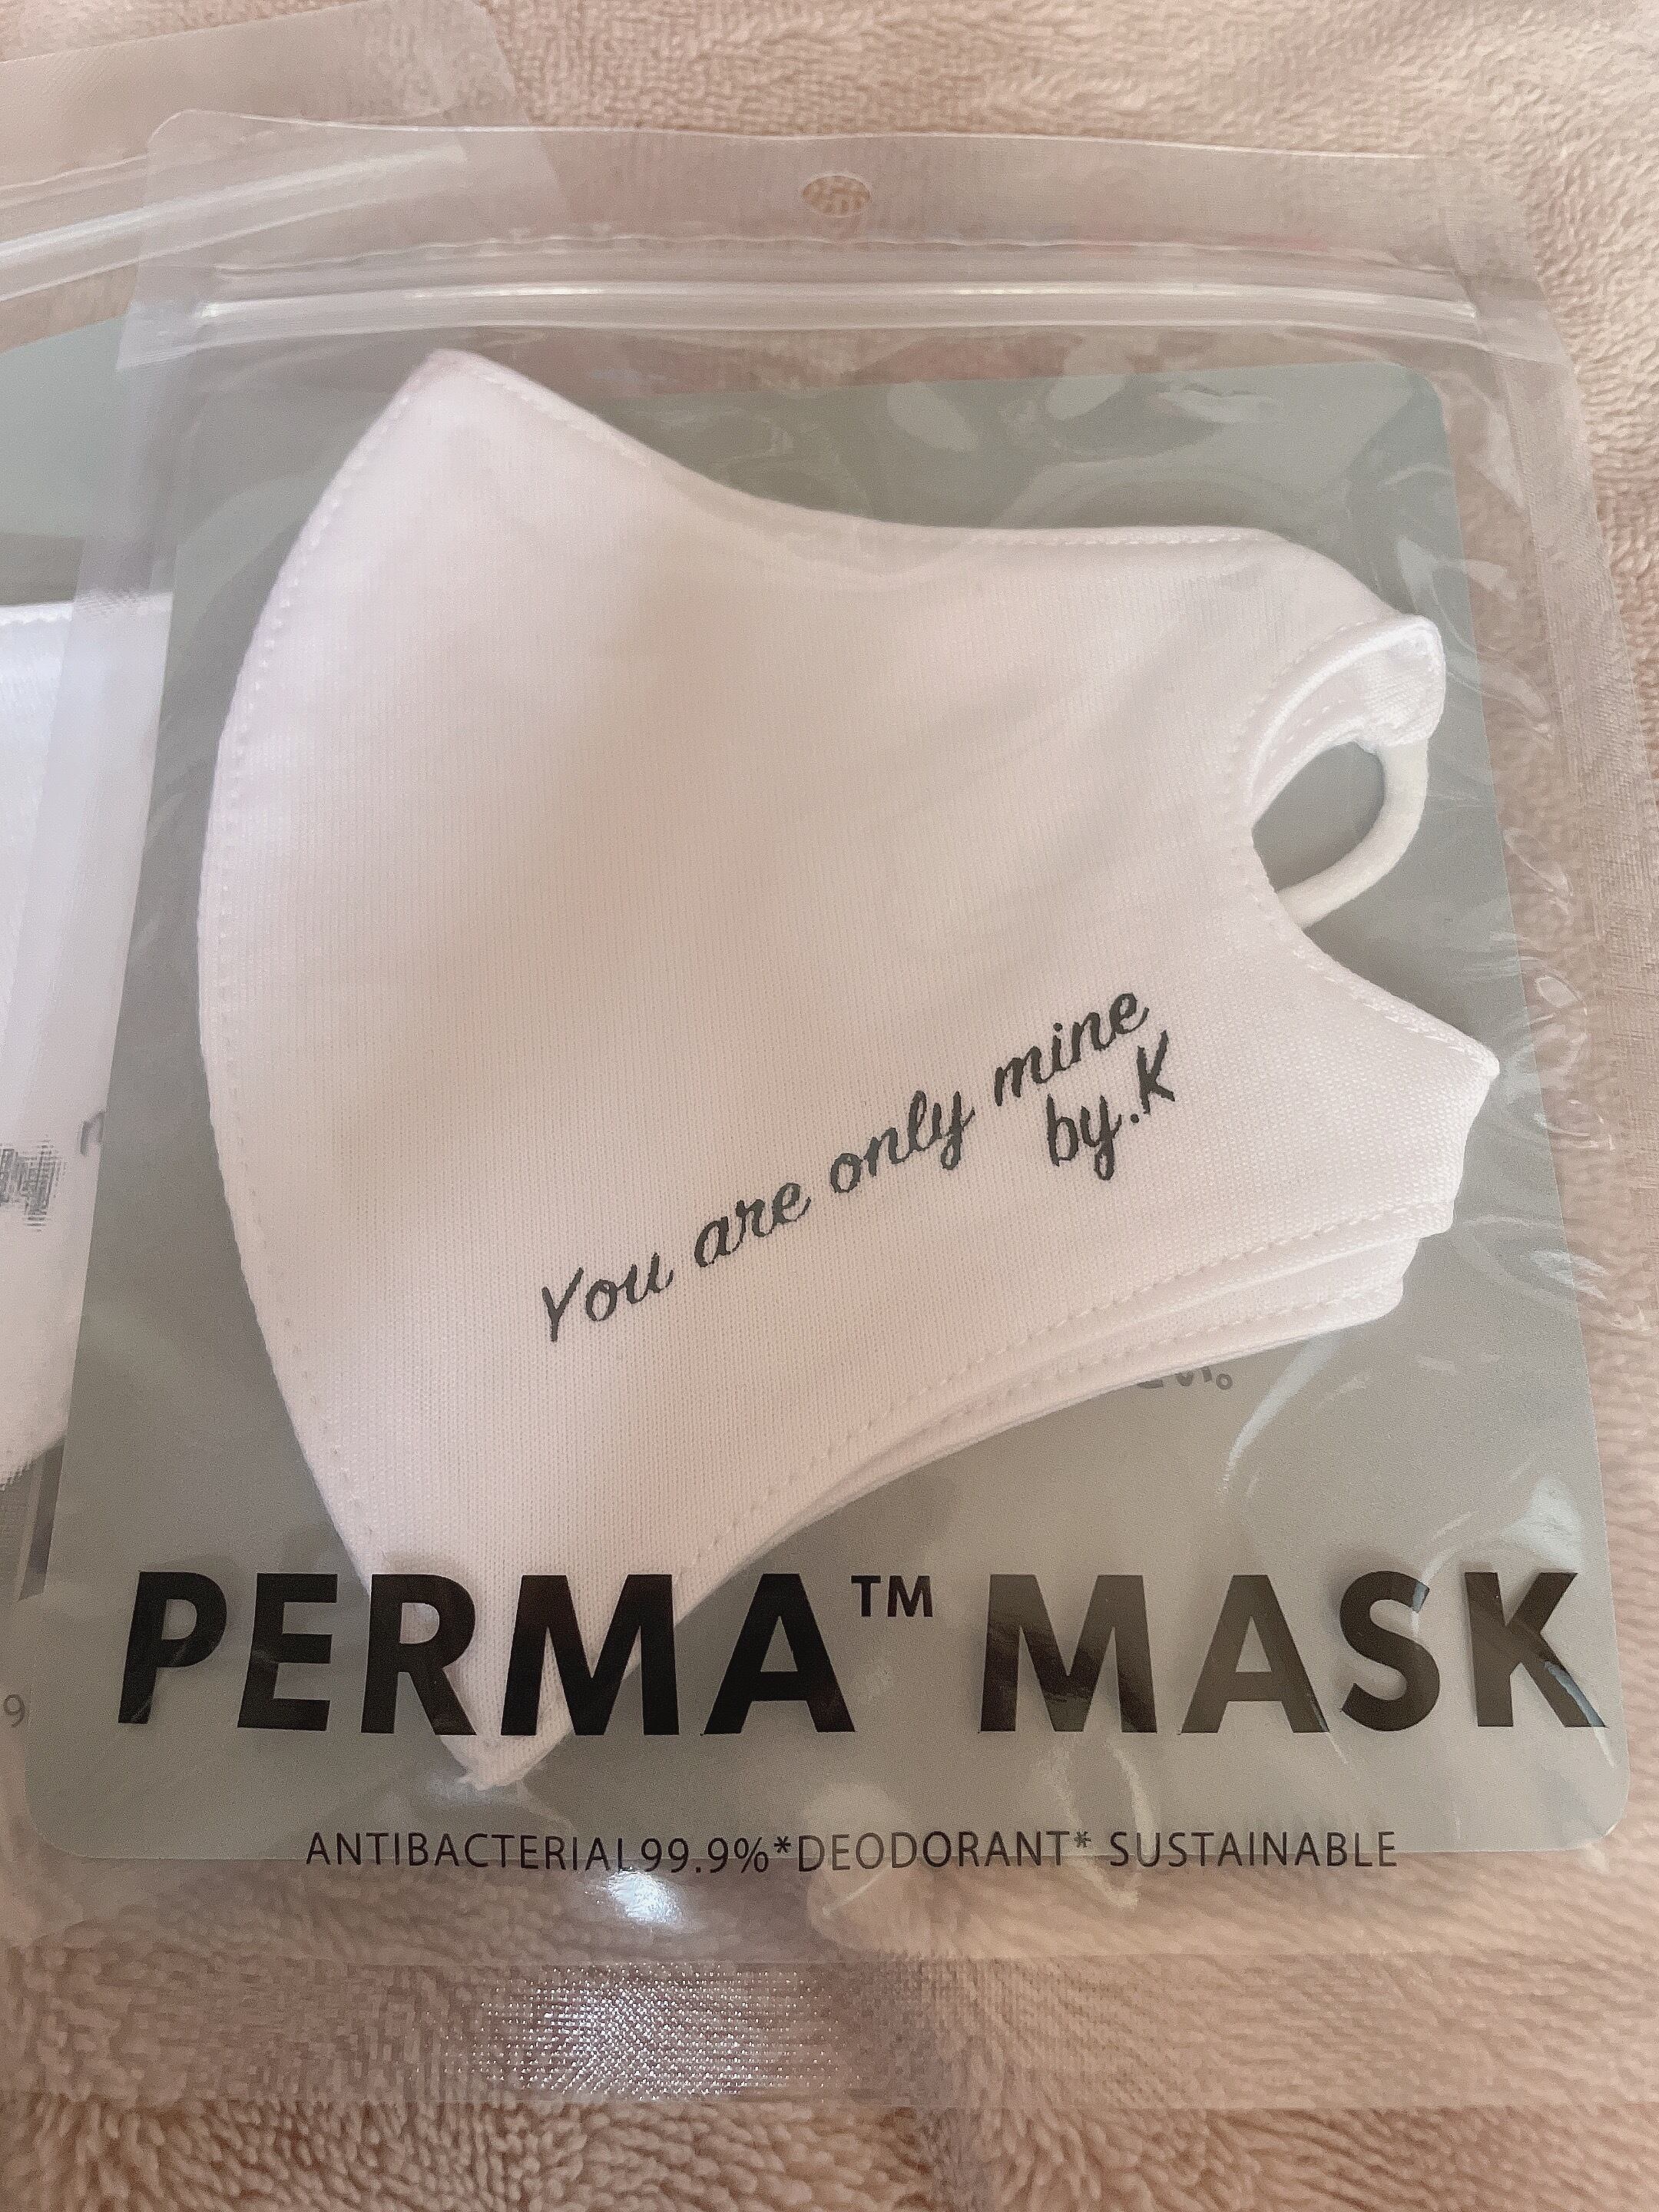 You are only mine
by.K
PERMA™ MASK
ANTIBACTERIAL99.9%*DEODORANT* SUSTAINABLE